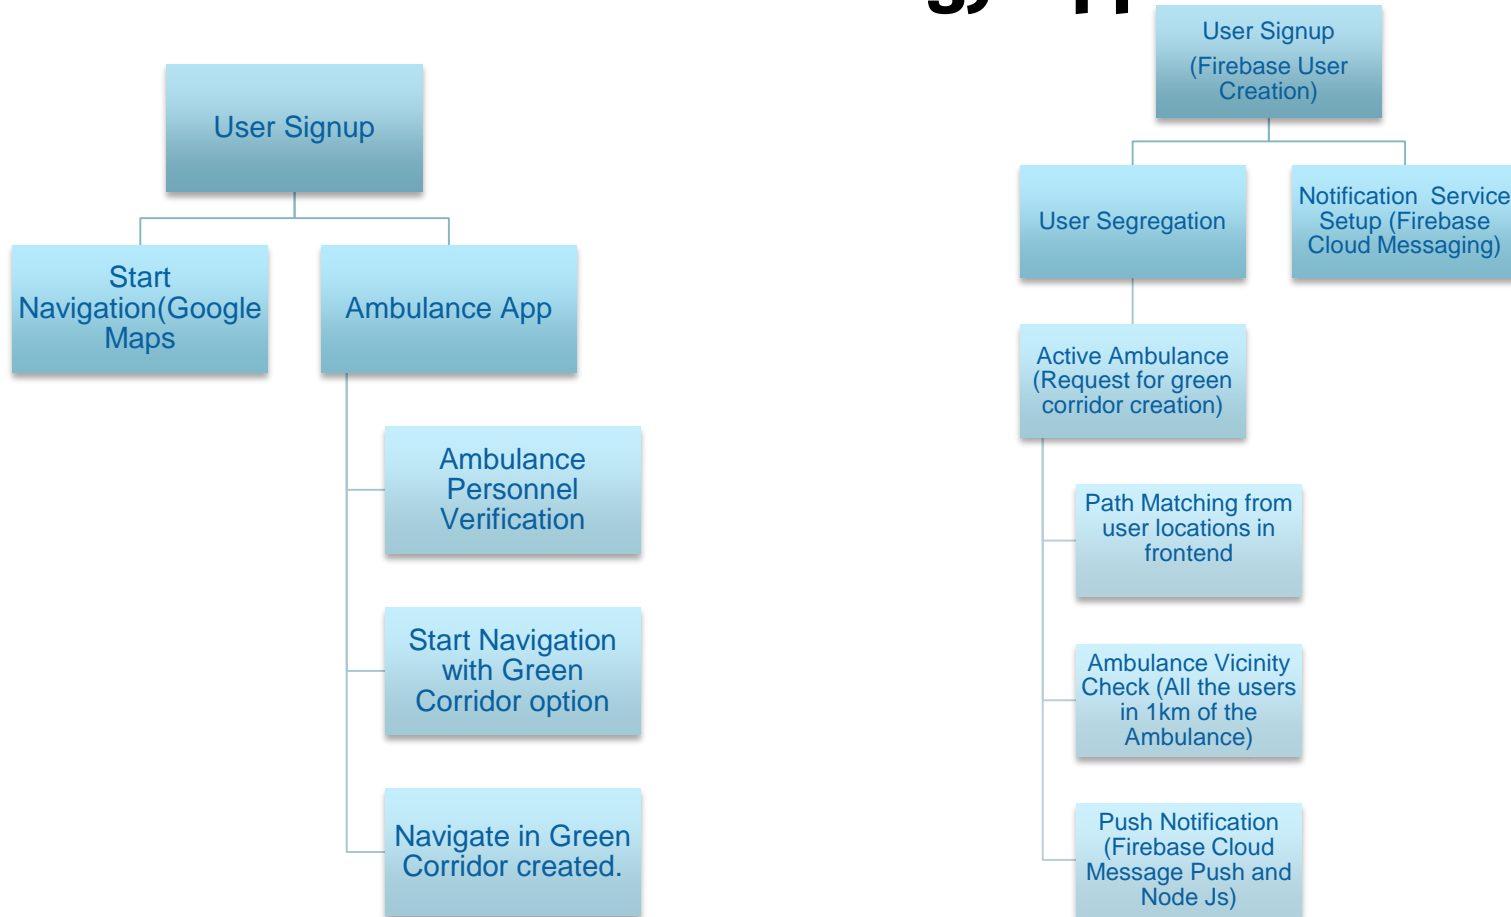 User Signup
Start
Navigation(Google
Maps
Ambulance App
Ambulance
Personnel
Verification
Start Navigation
with Green
Corridor option
Navigate in Green
Corridor created.
User Signup
(Firebase User
Creation)
User Segregation
Notification Service
Setup (Firebase
Cloud Messaging)
Active Ambulance
(Request for green
corridor creation)
Path Matching from
user locations in
frontend
Ambulance Vicinity
Check (All the users
in 1km of the
Ambulance)
Push Notification
(Firebase Cloud
Message Push and
Node Js)